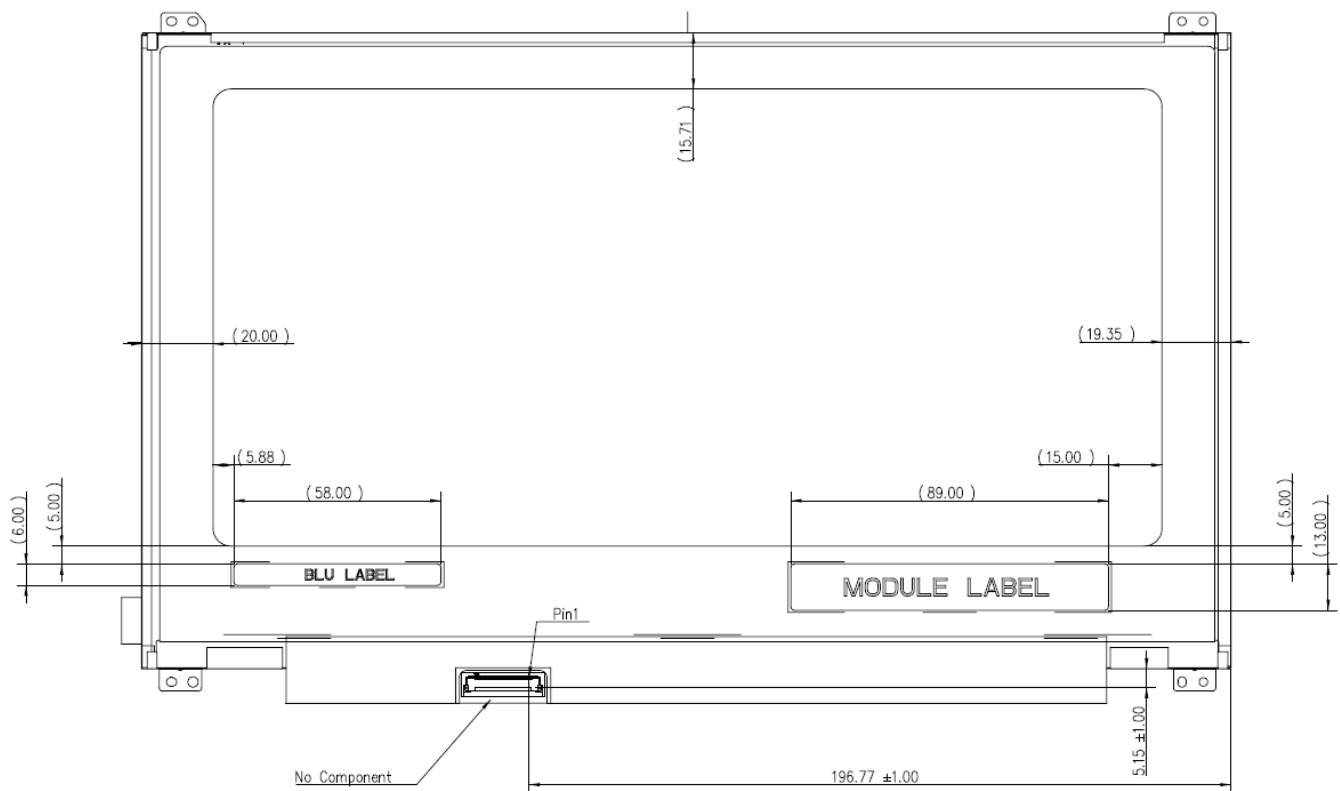 ( 15.71 )
( 20.00 )
( 19.35 )
( 5.88 )
( 15.00 )
( 58.00 )
( 89.00 )
( 6.00 )
( 5.00 )
( 5.00 )
( 13.00 )
BLU LABEL
MODULE LABEL
Pin1
5.15 ±1.00
No Component
196.77 ±1.00